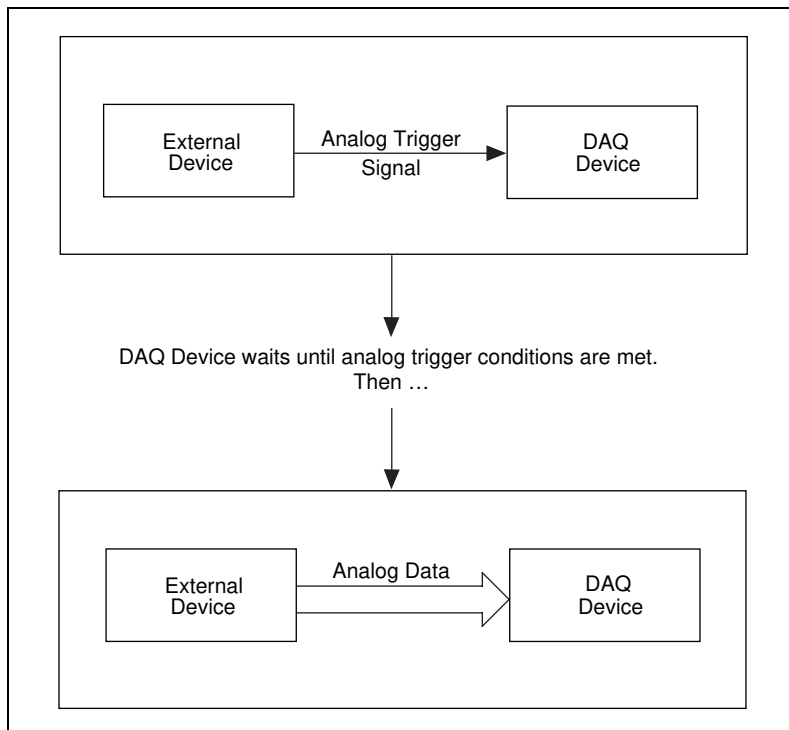 External
Device
Analog Trigger
Signal
DAQ
Device
DAQ Device waits until analog trigger conditions are met.
Then …
External
Device
Analog Data
DAQ
Device